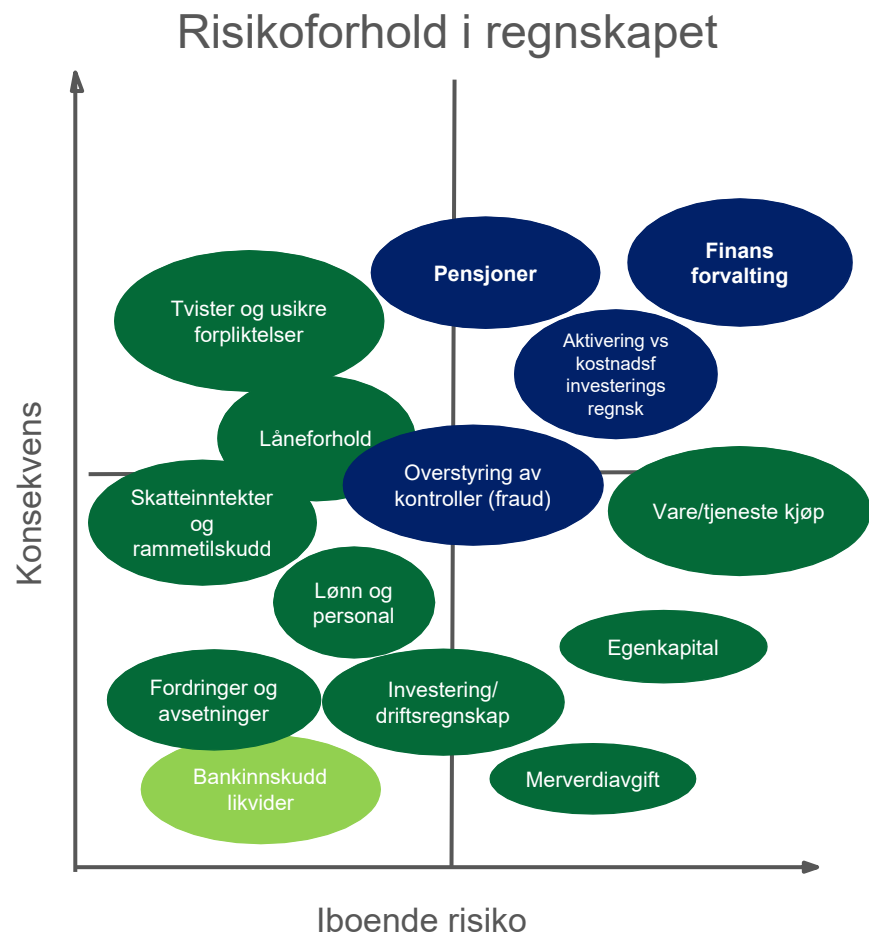 Risikoforhold i regnskapet
Konsekvens
Pensjoner
Finans
forvalting
Tvister og usikre
forpliktelser
Aktivering vs
kostnadsf
investerings
regnsk
Låneforhold
Overstyring av
kontroller (fraud)
Skatteinntekter
og
rammetilskudd
Vare/tjeneste kjøp
Lønn og
personal
Egenkapital
Fordringer og
avsetninger
Investering/
driftsregnskap
Bankinnskudd
likvider
Merverdiavgift
Iboende risiko